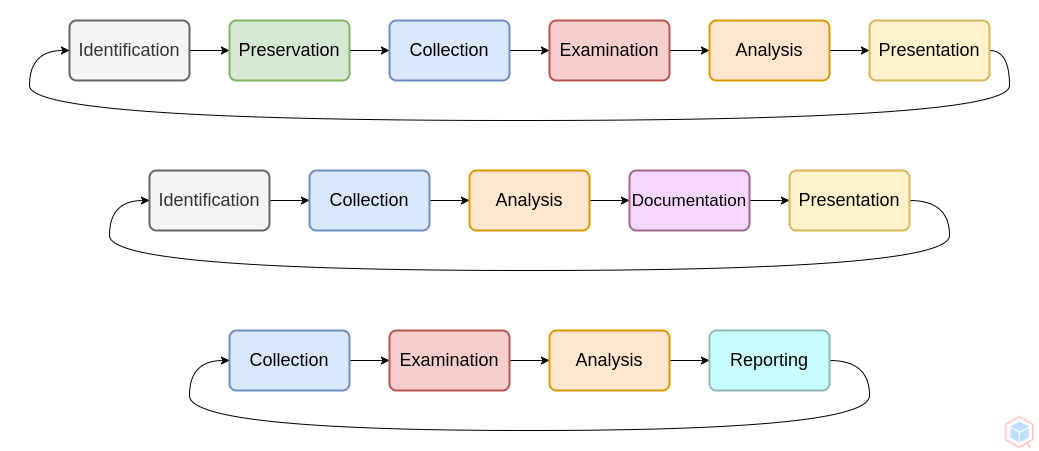 Identification Preservation Collection Examination Analysis Presentation
Identification Collection Analysis Documentation Presentation
Collection Examination Analysis Reporting